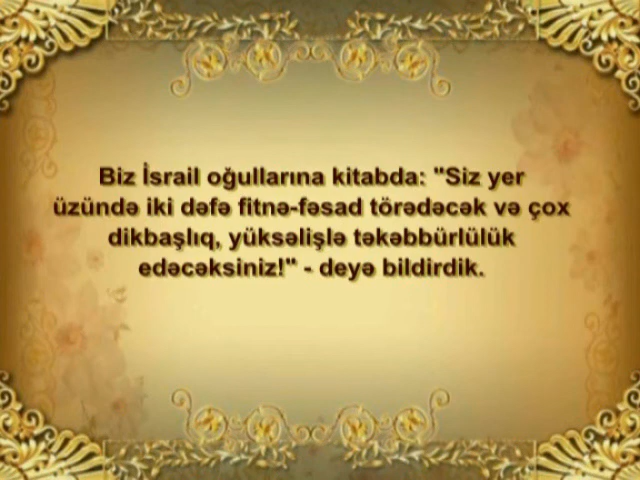 Biz İsrail oğullarına kitabda: "Siz yer
üzündə iki dəfə fitnə-fəsad törədəcək və çox
dikbaşlıq, yüksəlişlə təkəbbürlülük
edəcəksiniz!" - deyə bildirdik.